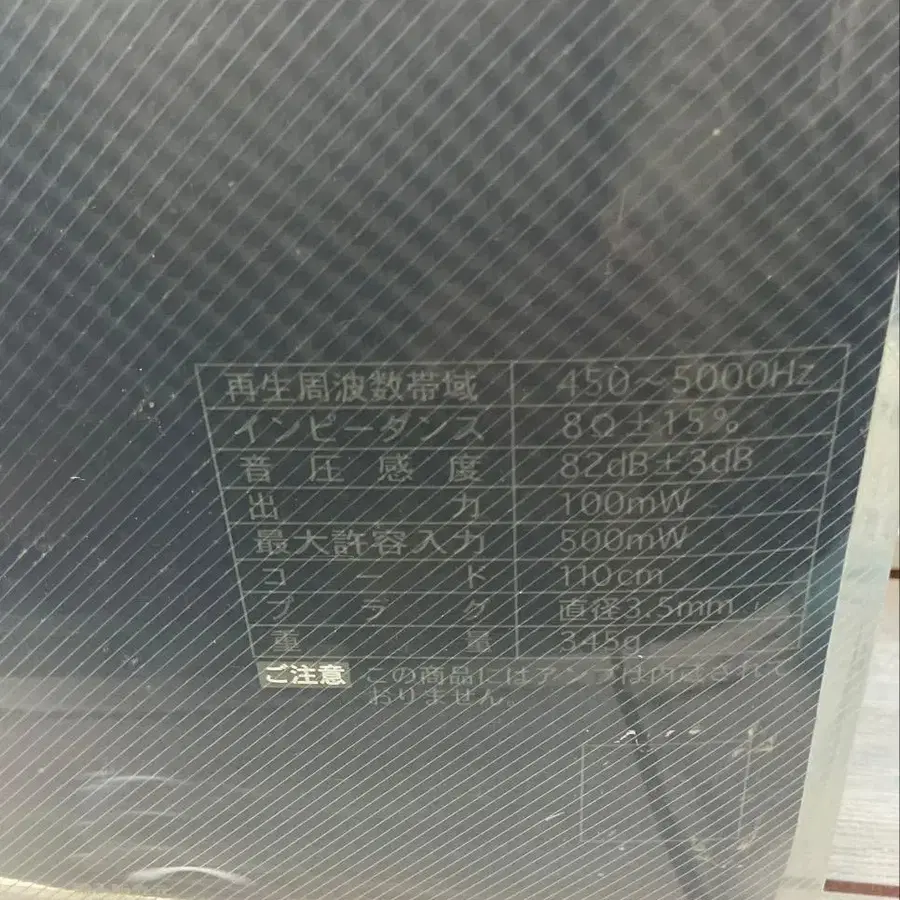 再生周波数帯域 450～5000Hz
インピーダンス 8Ω±15%
音圧感度 82dB±3dB
出力 100mW
最大許容入力 500mW
コード 110cm
プラグ 直径3.5mm
重量 345g
ご注意 この商品にはアンプは内蔵さ
おりません。